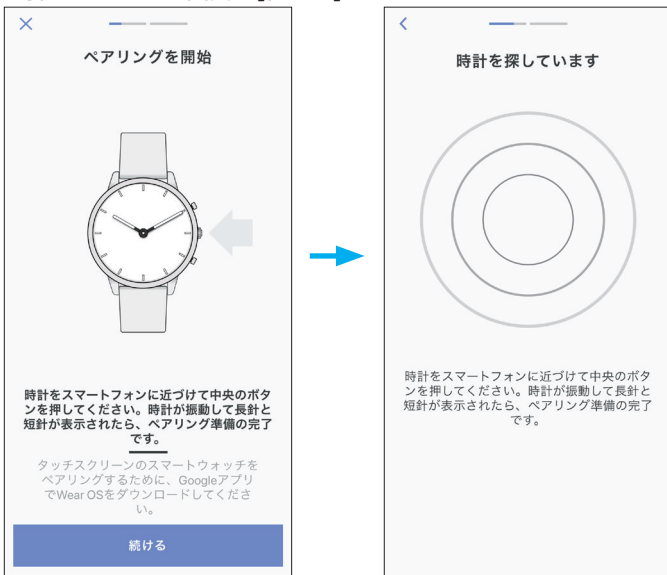 ペアリングを開始
時計をスマートフォンに近づけて中央のボタ
ンを押してください。時計が振動して長針と
短針が表示されたら、ペアリング準備の完了
です。
タッチスクリーンのスマートウォッチを
ペアリングするために、Googleアプリ
でWear OSをダウンロードしてくださ
い。
続ける
時計を探しています
時計をスマートフォンに近づけて中央のボタ
ンを押してください。時計が振動して長針と
短針が表示されたら、ペアリング準備の完了
です。